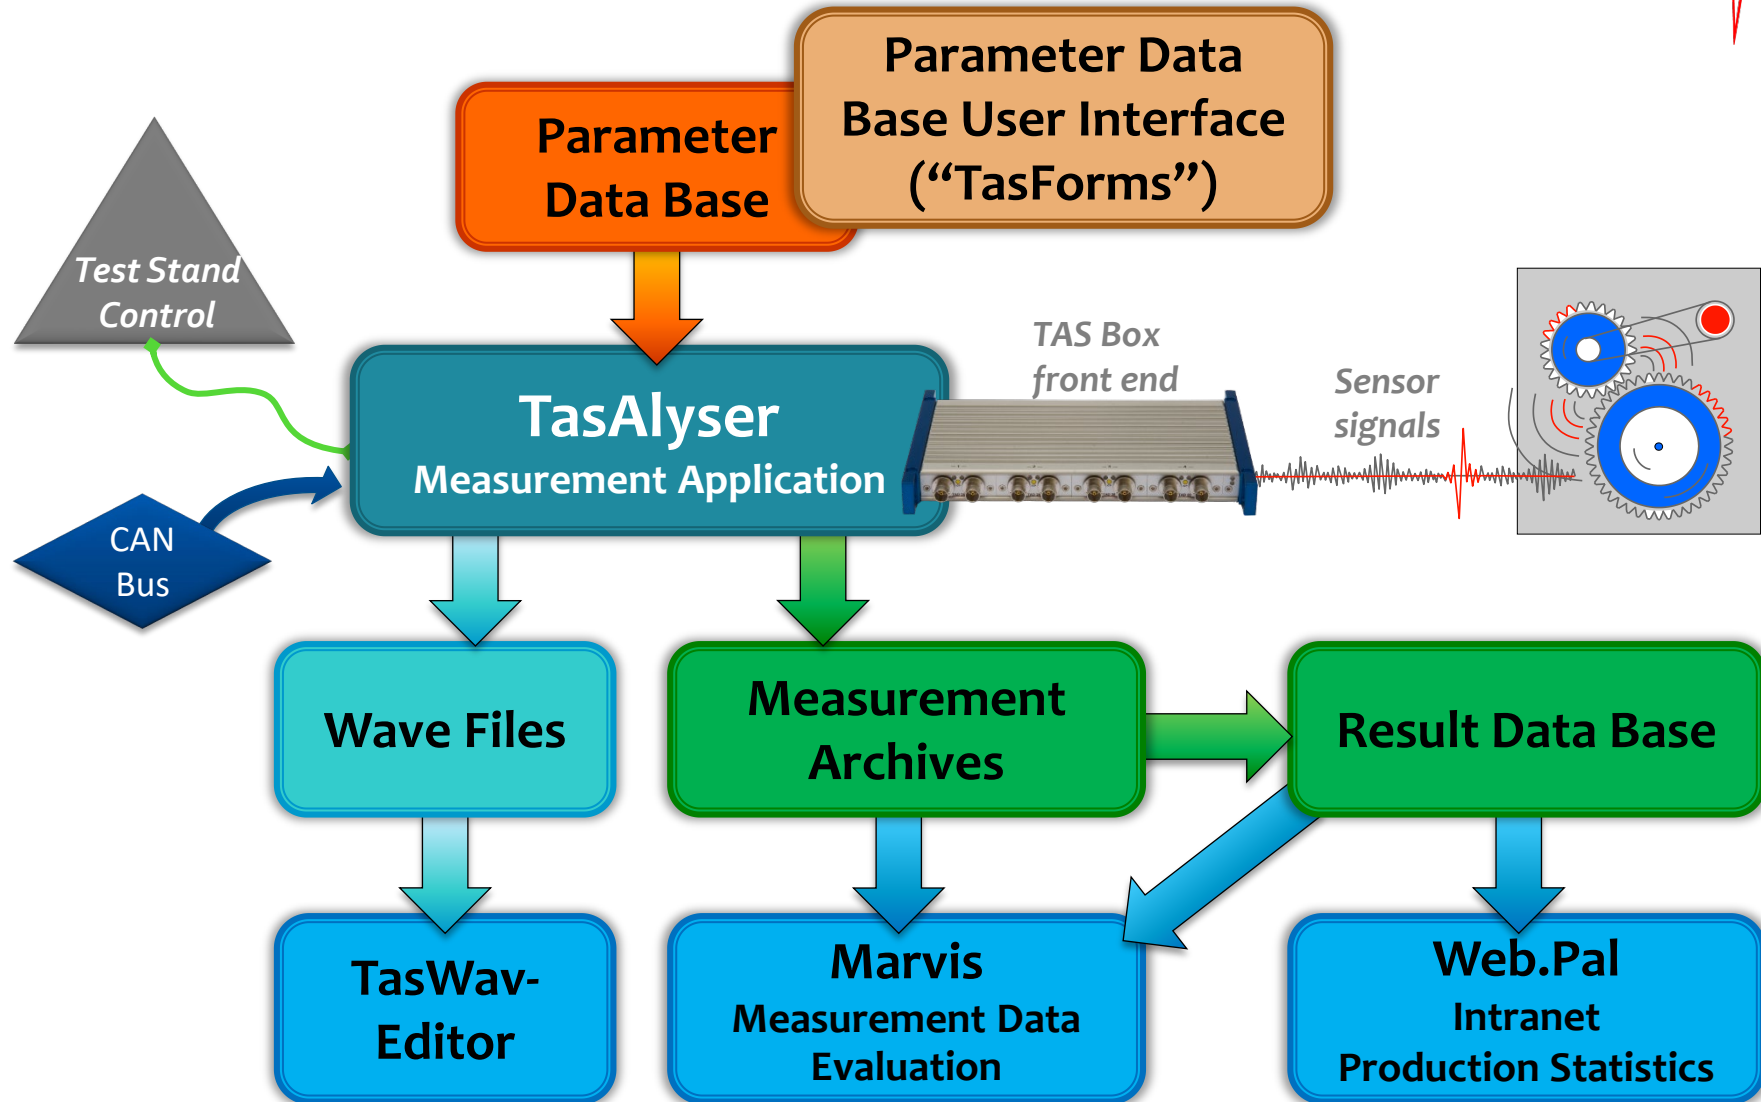 Parameter Data
Base User Interface
(“TasForms”)
Parameter
Data Base
Test Stand
Control
TAS Box
front end
Sensor
signals
TasAlyser
Measurement Application
CAN
Bus
Wave Files
Measurement
Archives
Result Data Base
TasWav-
Editor
Marvis
Measurement Data
Evaluation
Web.Pal
Intranet
Production Statistics